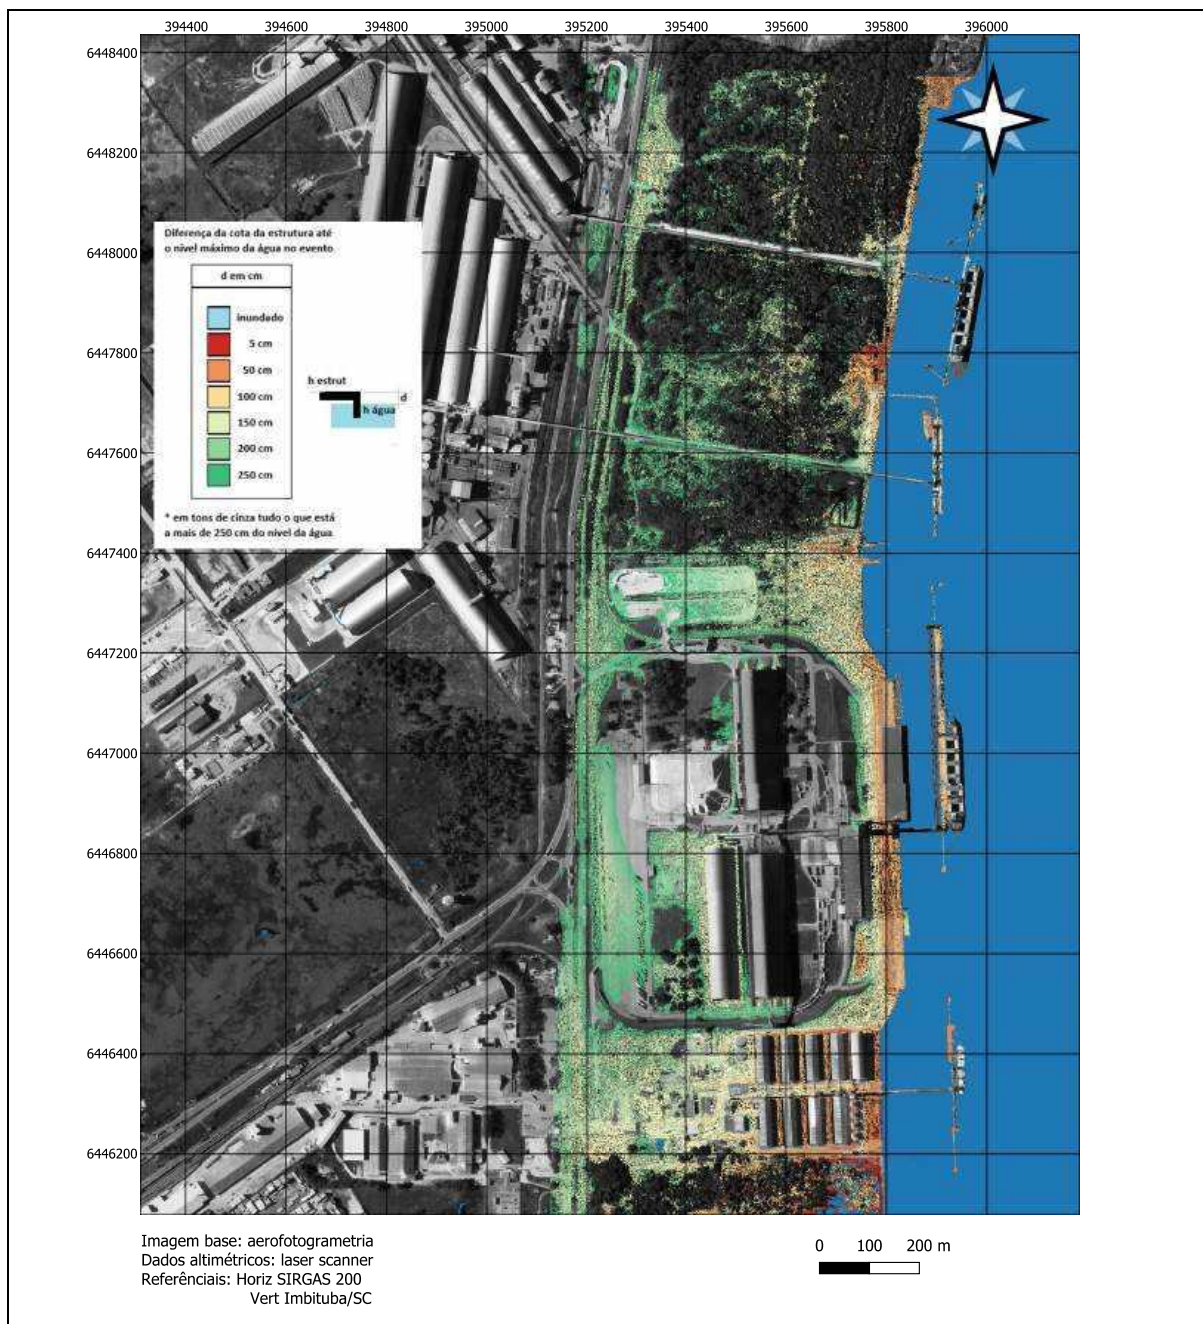 394400 394600 394800 395000 395200 395400 395600 395800 396000
6448400
6448200
6448000
6447800
6447600
6447400
6447200
6447000
6446800
6446600
6446400
6446200
Diferença da cota da estrutura até
o nível máximo da água no evento
d em cm
inundado
5 cm
50 cm
100 cm
150 cm
200 cm
250 cm
h estrut
d
h água
* em tons de cinza tudo o que está
a mais de 250 cm do nível da água
Imagem base: aerofotogrametria
Dados altimétricos: laser scanner
Referênciais: Horiz SIRGAS 200
Vert Imbituba/SC
0 100 200 m